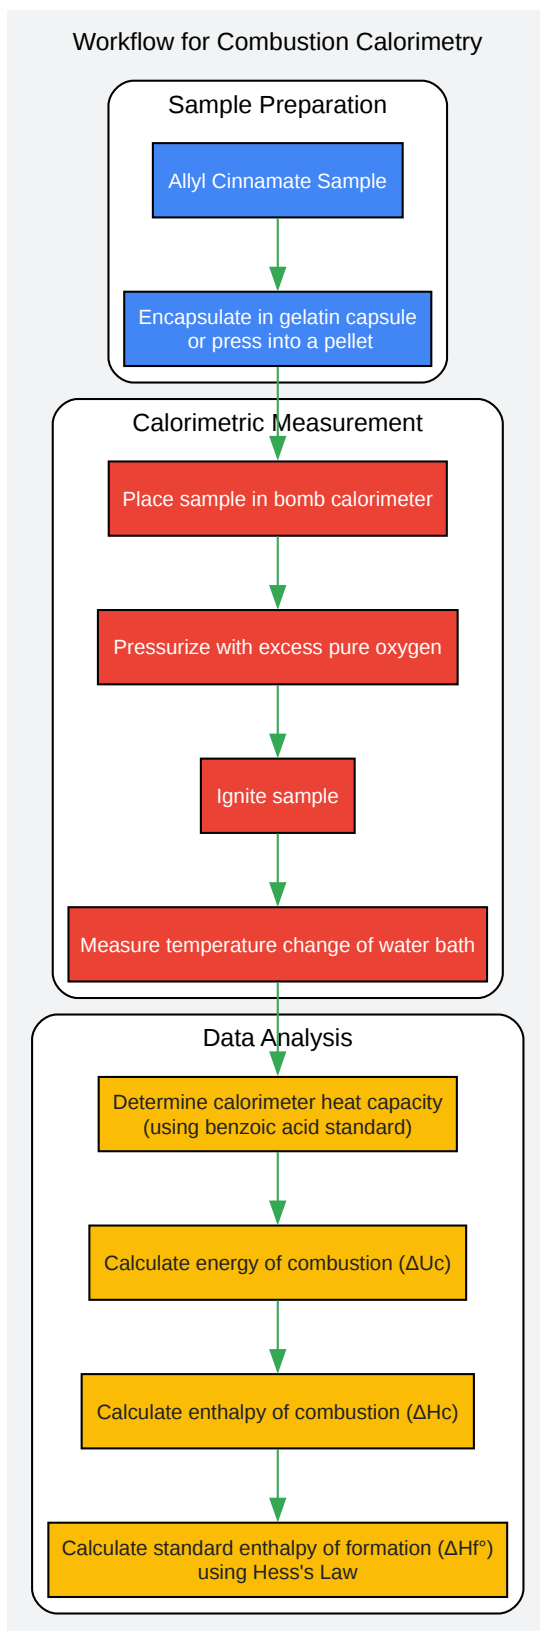 Workflow for Combustion Calorimetry
Sample Preparation
Allyl Cinnamate Sample
Encapsulate in gelatin capsule
or press into a pellet
Calorimetric Measurement
Place sample in bomb calorimeter
Pressurize with excess pure oxygen
Ignite sample
Measure temperature change of water bath
Data Analysis
Determine calorimeter heat capacity
(using benzoic acid standard)
Calculate energy of combustion (ΔUc)
Calculate enthalpy of combustion (ΔHc)
Calculate standard enthalpy of formation (ΔHf°)
using Hess's Law